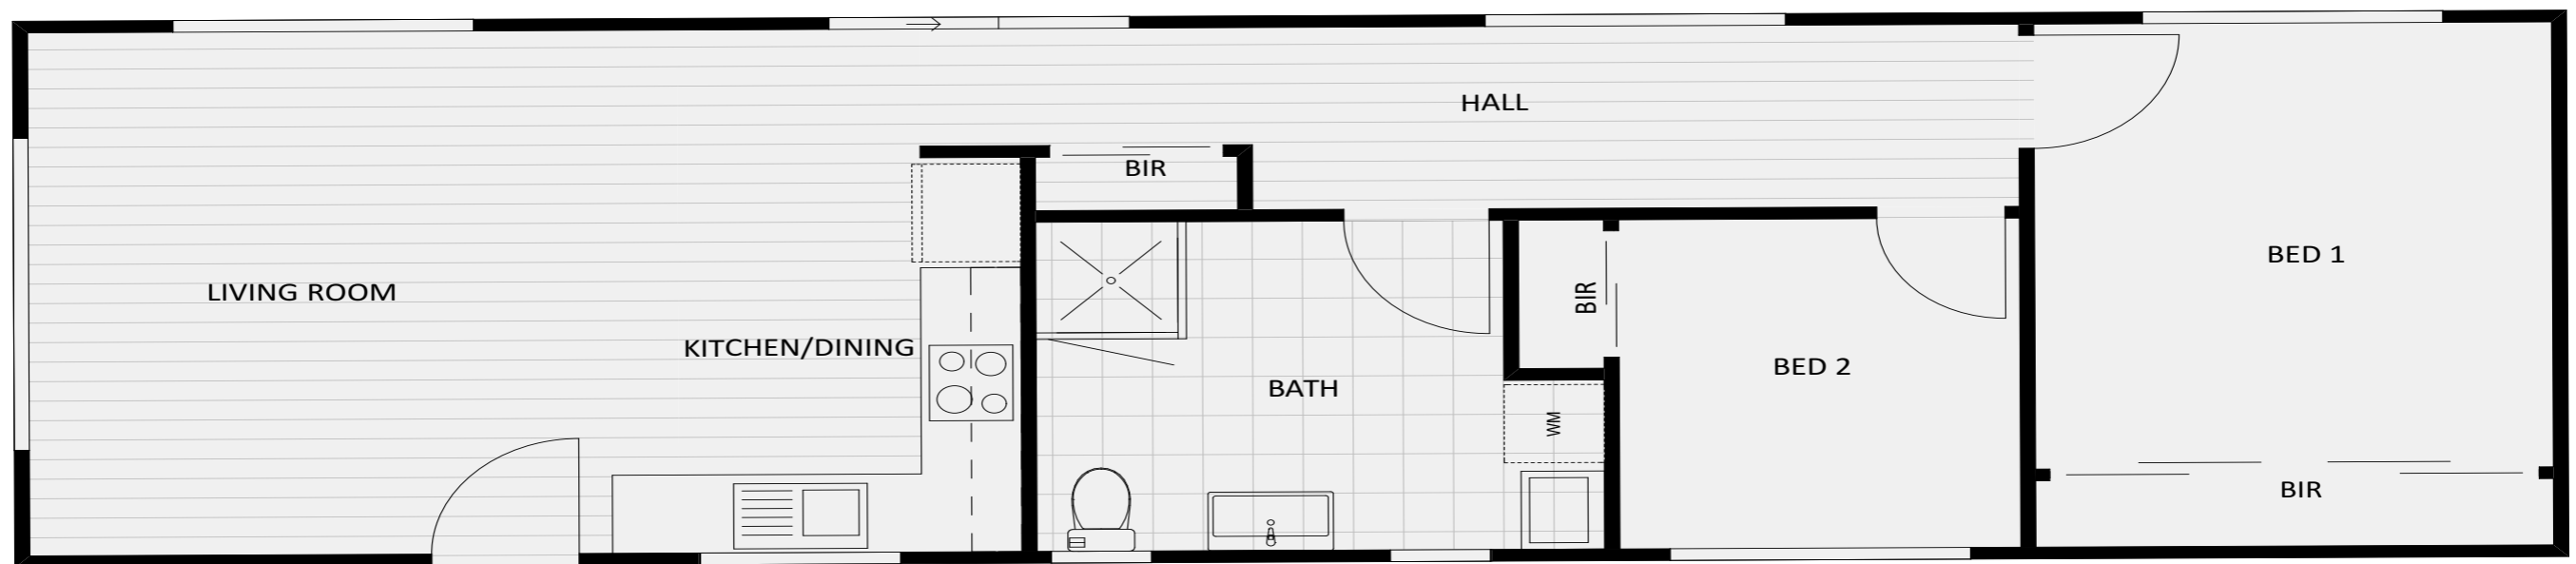 HALL
BIR
BED 1
LIVING ROOM
BIR
KITCHEN/DINING
BED 2
BATH
WM
BIR